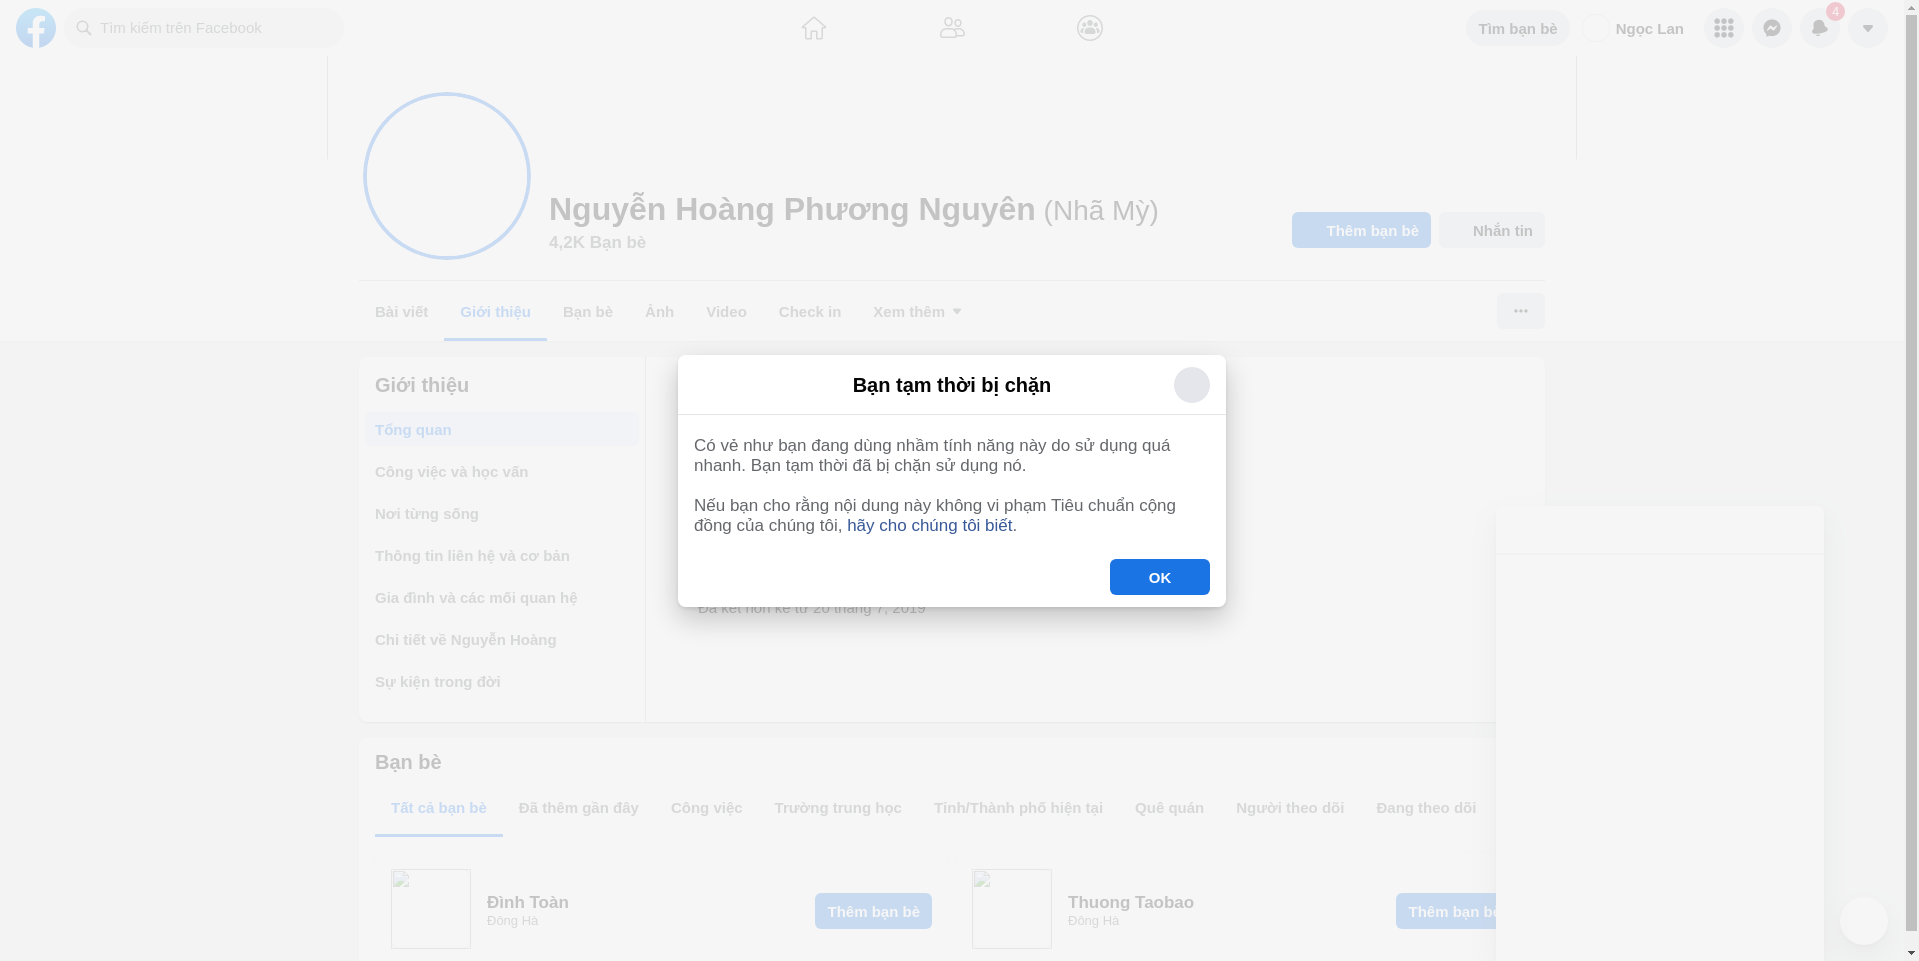 Tìm kiếm trên Facebook
Tìm bạn bè
Ngọc Lan
4
Nguyễn Hoàng Phương Nguyên (Nhã Mỳ)
4,2K Bạn bè
Thêm bạn bè
Nhắn tin
Bài viết
Giới thiệu
Bạn bè
Ảnh
Video
Check in
Xem thêm
Giới thiệu
Tổng quan
Công việc và học vấn
Nơi từng sống
Thông tin liên hệ và cơ bản
Gia đình và các mối quan hệ
Chi tiết về Nguyễn Hoàng
Sự kiện trong đời
Bạn tạm thời bị chặn
Có vẻ như bạn đang dùng nhầm tính năng này do sử dụng quá
nhanh. Bạn tạm thời đã bị chặn sử dụng nó.
Nếu bạn cho rằng nội dung này không vi phạm Tiêu chuẩn cộng
đồng của chúng tôi, hãy cho chúng tôi biết.
OK
Đã kết hôn kể từ 20 tháng 7, 2019
Bạn bè
Tất cả bạn bè
Đã thêm gần đây
Công việc
Trường trung học
Tỉnh/Thành phố hiện tại
Quê quán
Người theo dõi
Đang theo dõi
Đình Toàn
Đông Hà
Thêm bạn bè
Thuong Taobao
Đông Hà
Thêm bạn bè